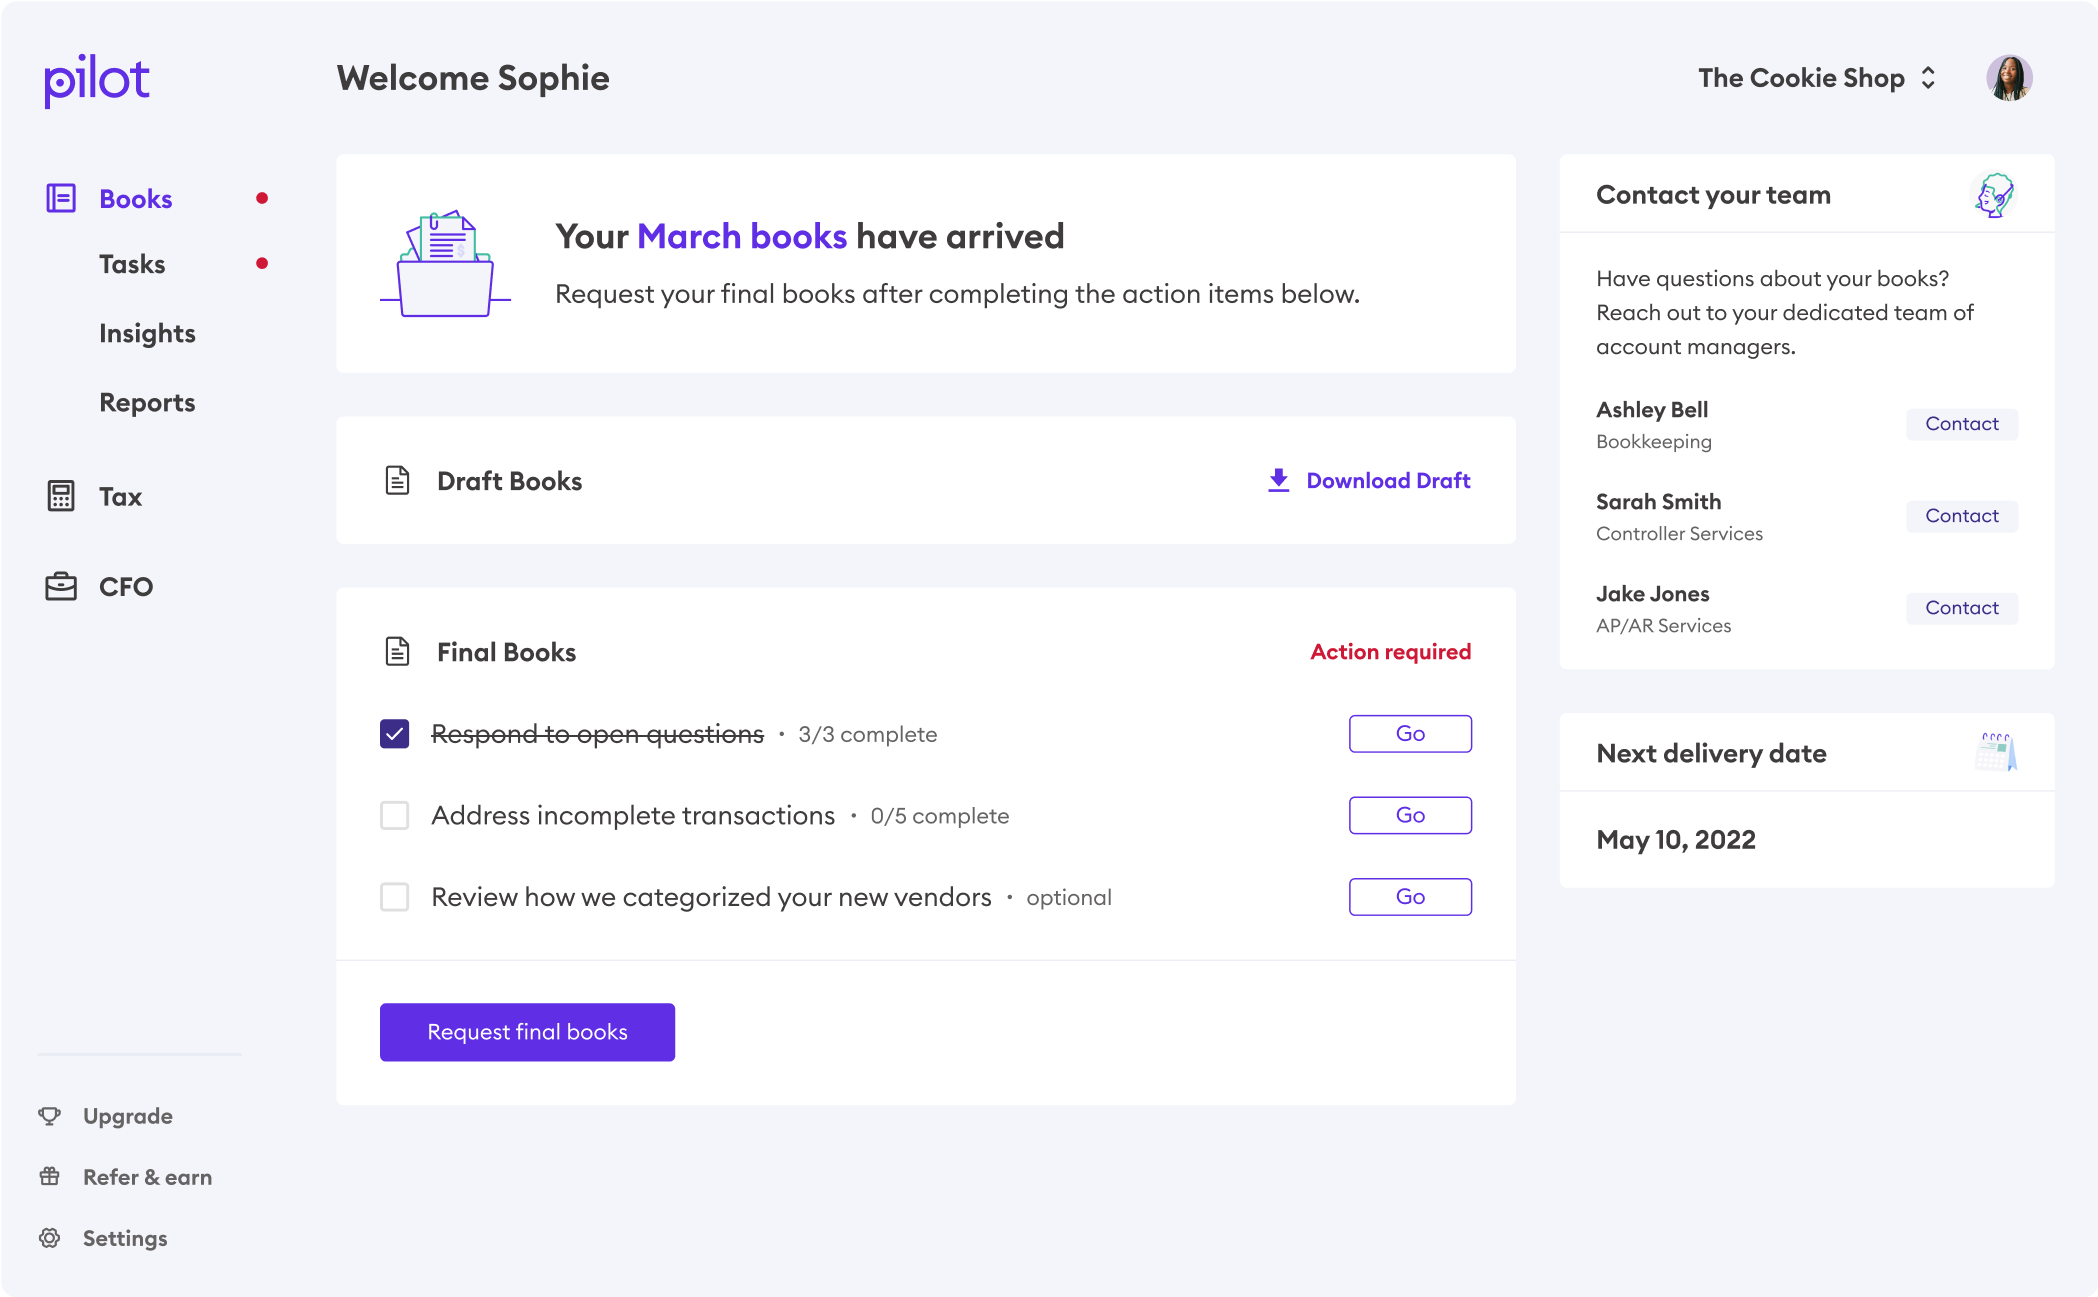 pilot
Welcome Sophie
The Cookie Shop
Books
Tasks
Insights
Reports
Tax
CFO
Upgrade
Refer & earn
Settings
Your March books have arrived
Request your final books after completing the action items below.
Draft Books
Download Draft
Final Books
Action required
Respond to open questions • 3/3 complete
Go
Address incomplete transactions • 0/5 complete
Go
Review how we categorized your new vendors • optional
Go
Request final books
Contact your team
Have questions about your books?
Reach out to your dedicated team of
account managers.
Ashley Bell
Bookkeeping
Contact
Sarah Smith
Controller Services
Contact
Jake Jones
AP/AR Services
Contact
Next delivery date
May 10, 2022